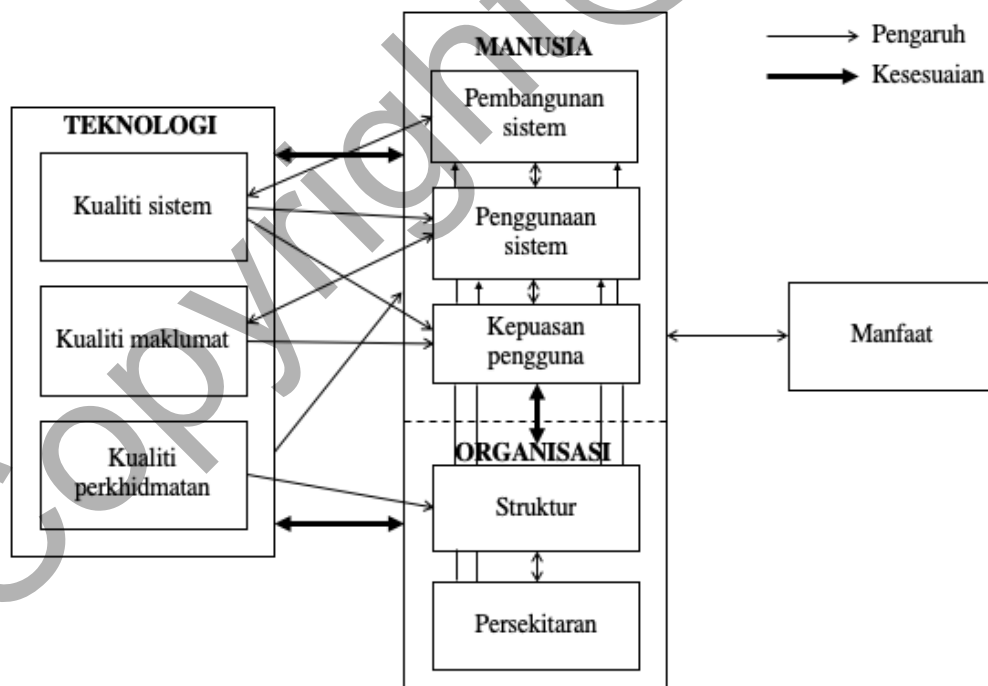 MANUSIA
Pengaruh
Kesesuaian
TEKNOLOGI
Pembangunan
sistem
Kualiti sistem
Penggunaan
sistem
Kualiti maklumat
Kepuasan
pengguna
Manfaat
Kualiti
perkhidmatan
ORGANISASI
Struktur
Persekitaran
Copyright©